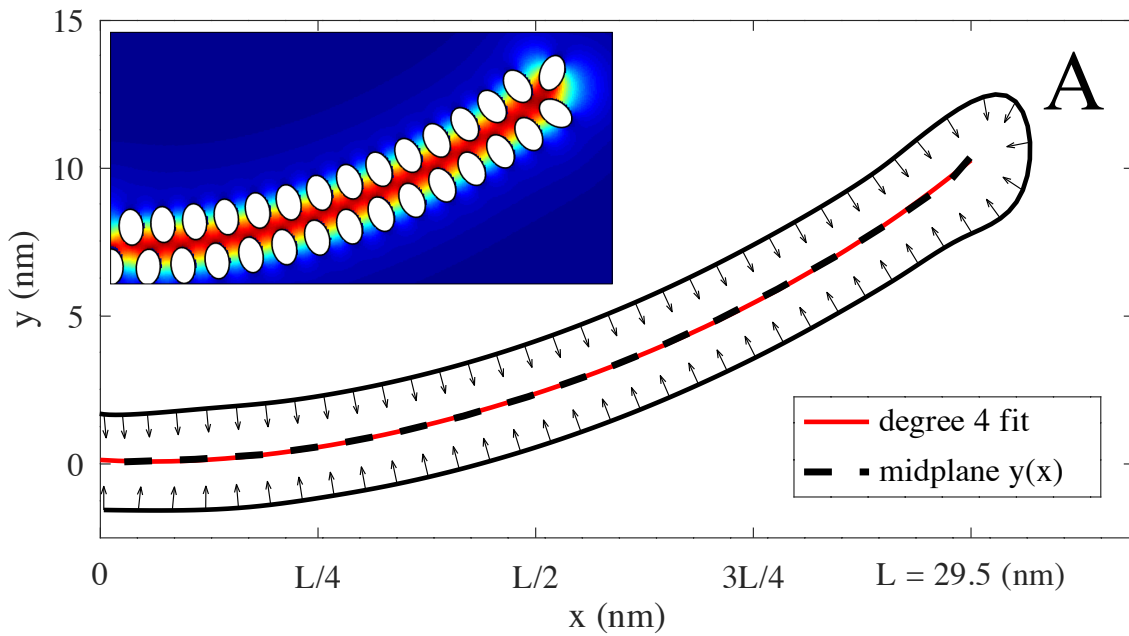 15
10
5
0
y (nm)
A
degree 4 fit
midplane y(x)
0
L/4
L/2
3L/4
L = 29.5 (nm)
x (nm)